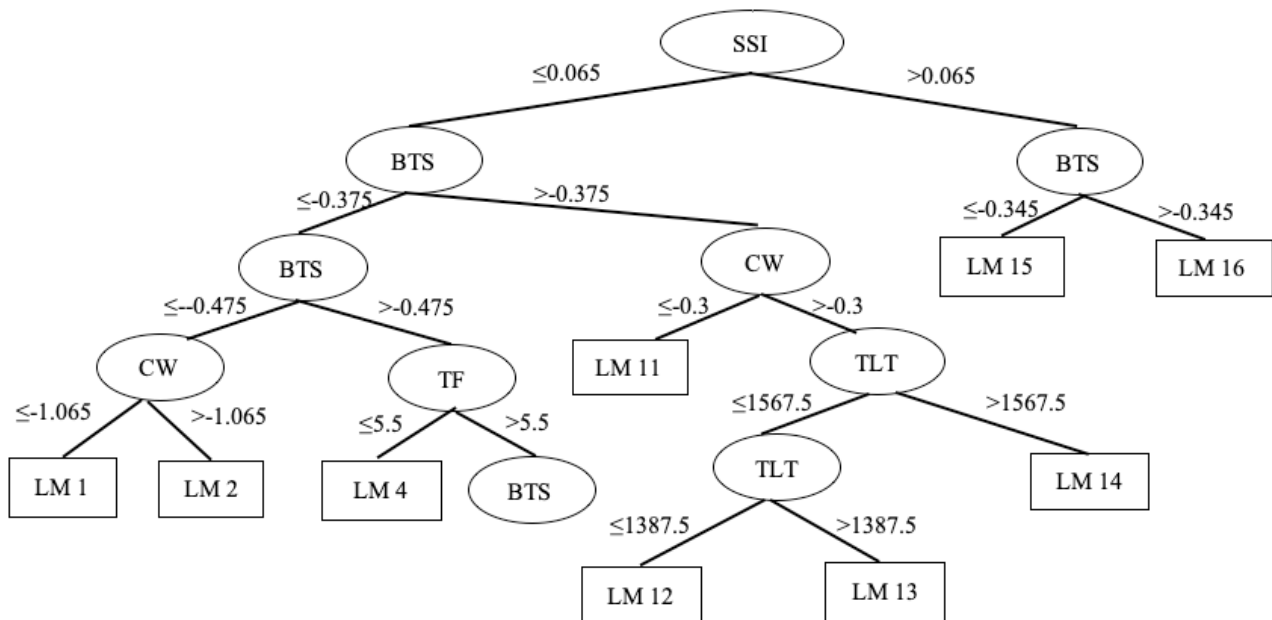 SSI
≤0.065
>0.065
BTS
BTS
≤-0.375
>-0.375
≤-0.345
>-0.345
BTS
CW
LM 15
LM 16
≤--0.475
>-0.475
≤-0.3
>-0.3
CW
TF
LM 11
TLT
≤-1.065
>-1.065
≤5.5
>5.5
≤1567.5
>1567.5
LM 1
LM 2
LM 4
BTS
TLT
LM 14
≤1387.5
>1387.5
LM 12
LM 13